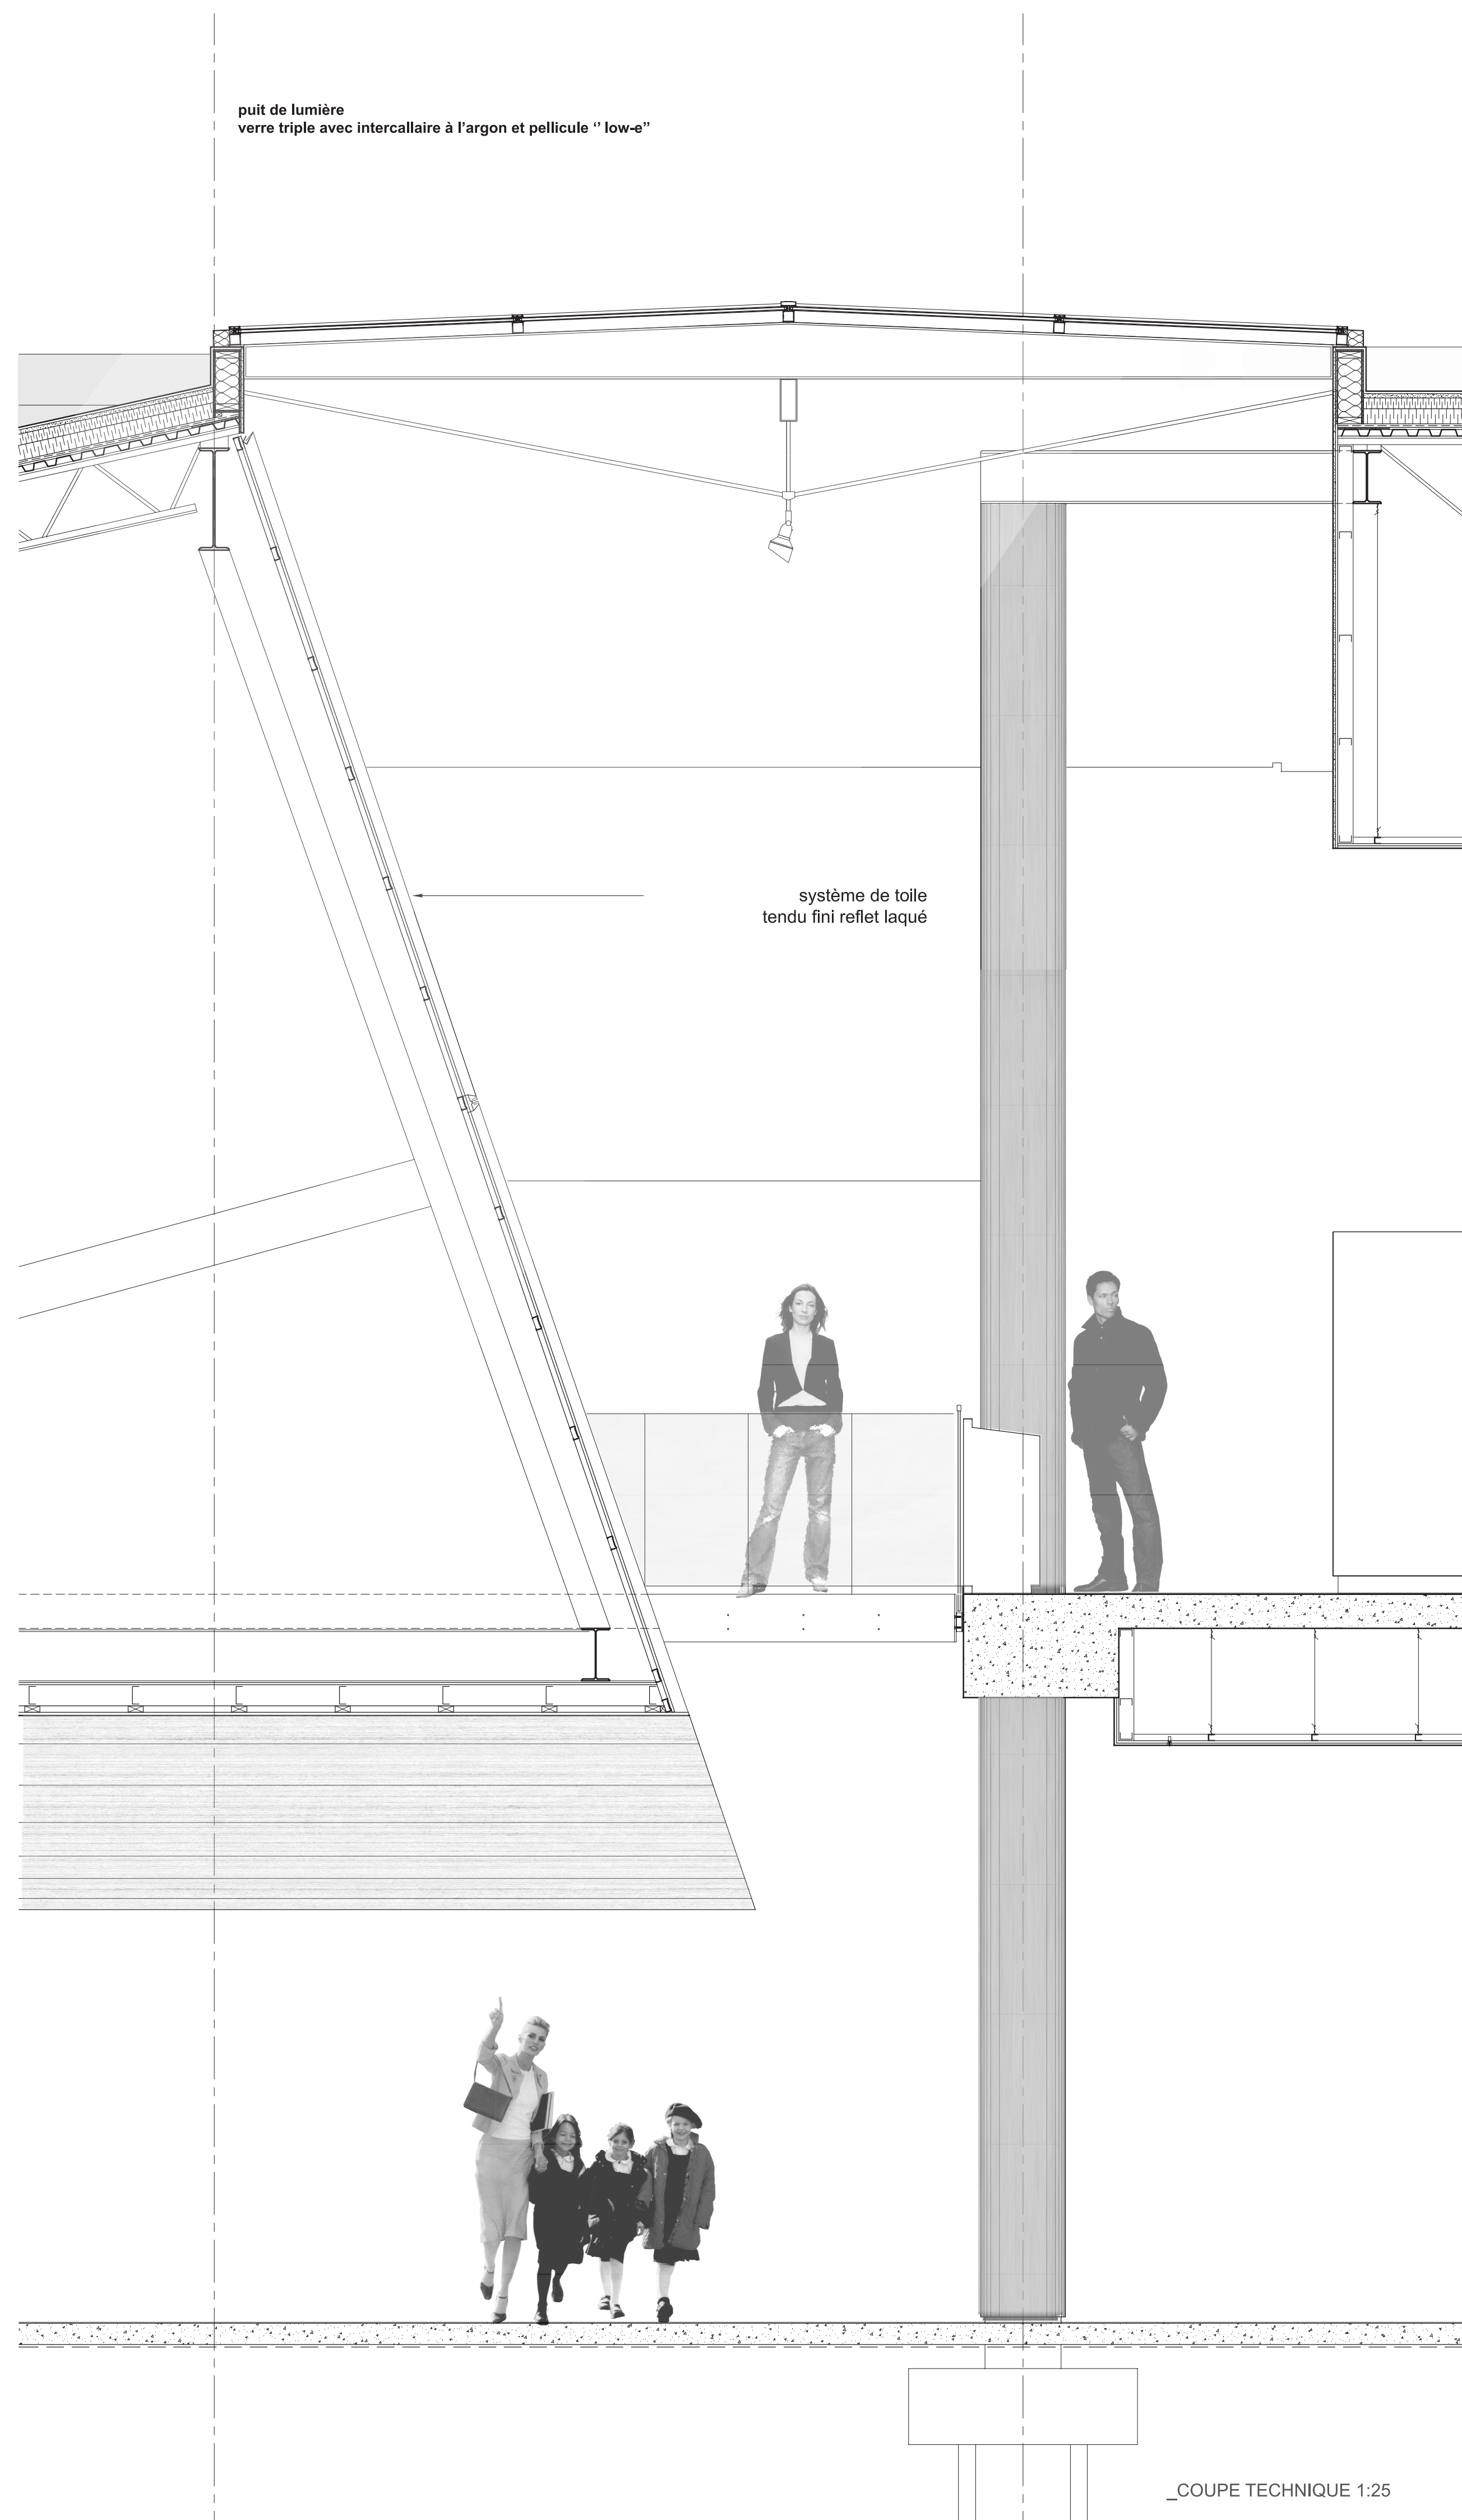 puit de lumière
verre triple avec intercallaire à l'argon et pellicule ‘’ low-e’’
système de toile
tendu fini reflet laqué
_COUPE TECHNIQUE 1:25